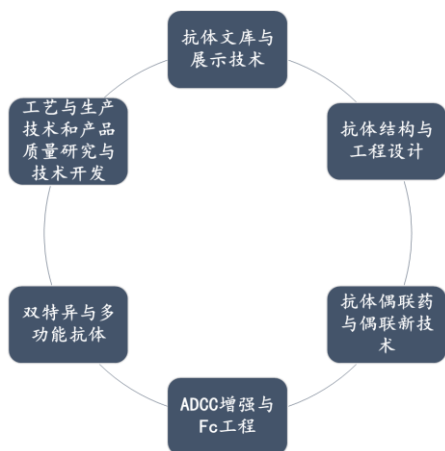 抗体文库与
展示技术
抗体结构与
工程设计
抗体偶联药
与偶联新技
术
ADCC增强与
Fc工程
双特异与多
功能抗体
工艺与生产
技术和产品
质量研究与
技术开发